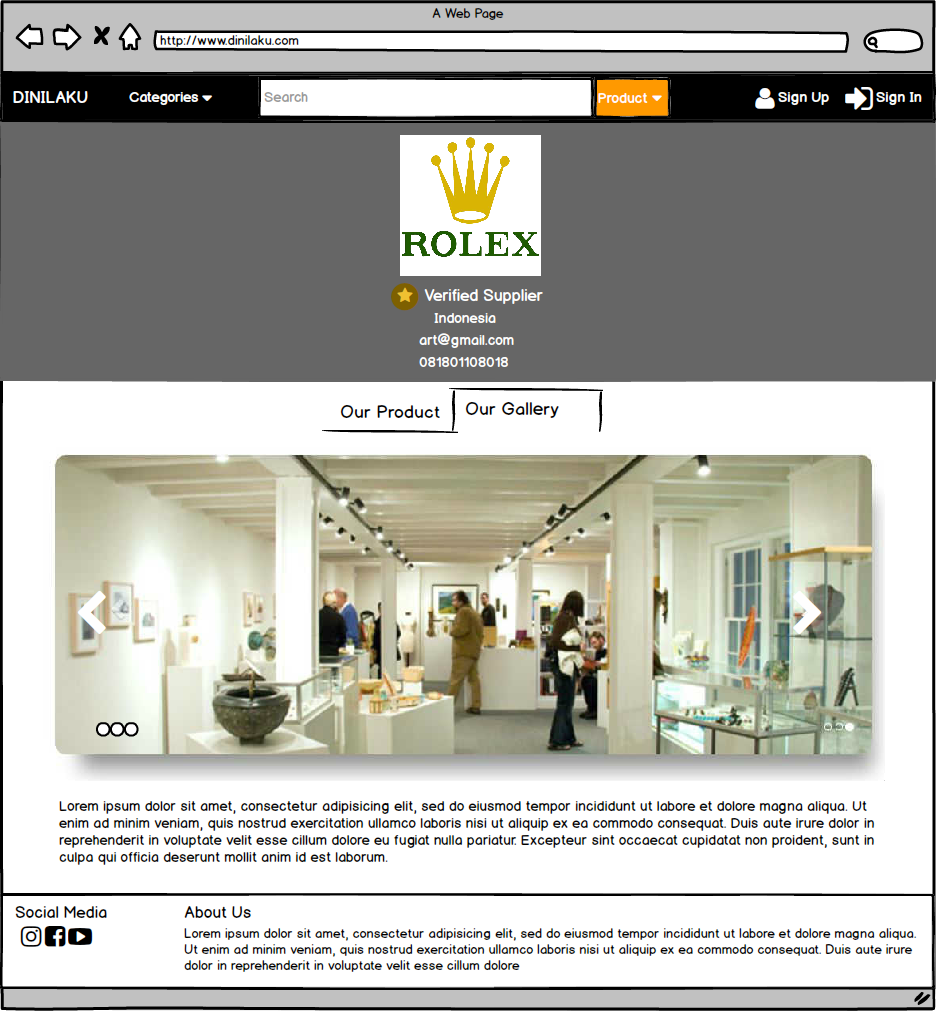 A Web Page
http://www.dinilaku.com
DINILAKU Categories Search Product Sign Up Sign In
ROLEX
Verified Supplier
Indonesia
art@gmail.com
081801108018
Our Product Our Gallery
Lorem ipsum dolor sit amet, consectetur adipisicing elit, sed do eiusmod tempor incididunt ut labore et dolore magna aliqua. Ut
enim ad minim veniam, quis nostrud exercitation ullamco laboris nisi ut aliquip ex ea commodo consequat. Duis aute irure dolor in
reprehenderit in voluptate velit esse cillum dolore eu fugiat nulla pariatur. Excepteur sint occaecat cupidatat non proident, sunt in
culpa qui officia deserunt mollit anim id est laborum.
Social Media About Us
Lorem ipsum dolor sit amet, consectetur adipisicing elit, sed do eiusmod tempor incididunt ut labore et dolore magna aliqua.
Ut enim ad minim veniam, quis nostrud exercitation ullamco laboris nisi ut aliquip ex ea commodo consequat. Duis aute irure
dolor in reprehenderit in voluptate velit esse cillum dolore